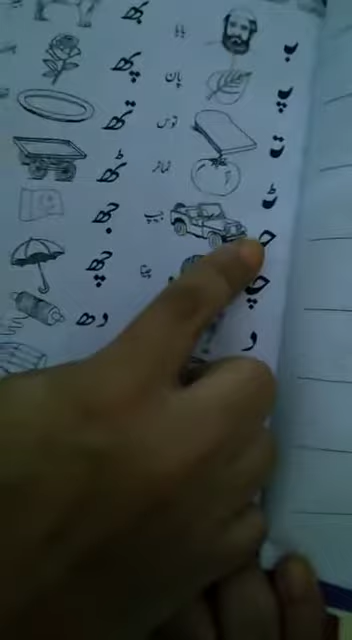 ب بابا بھ
پ پان پھ
ت توس تھ
ٹ ٹماٹر ٹھ
ج جیپ جھ
چ چھ
د دھ